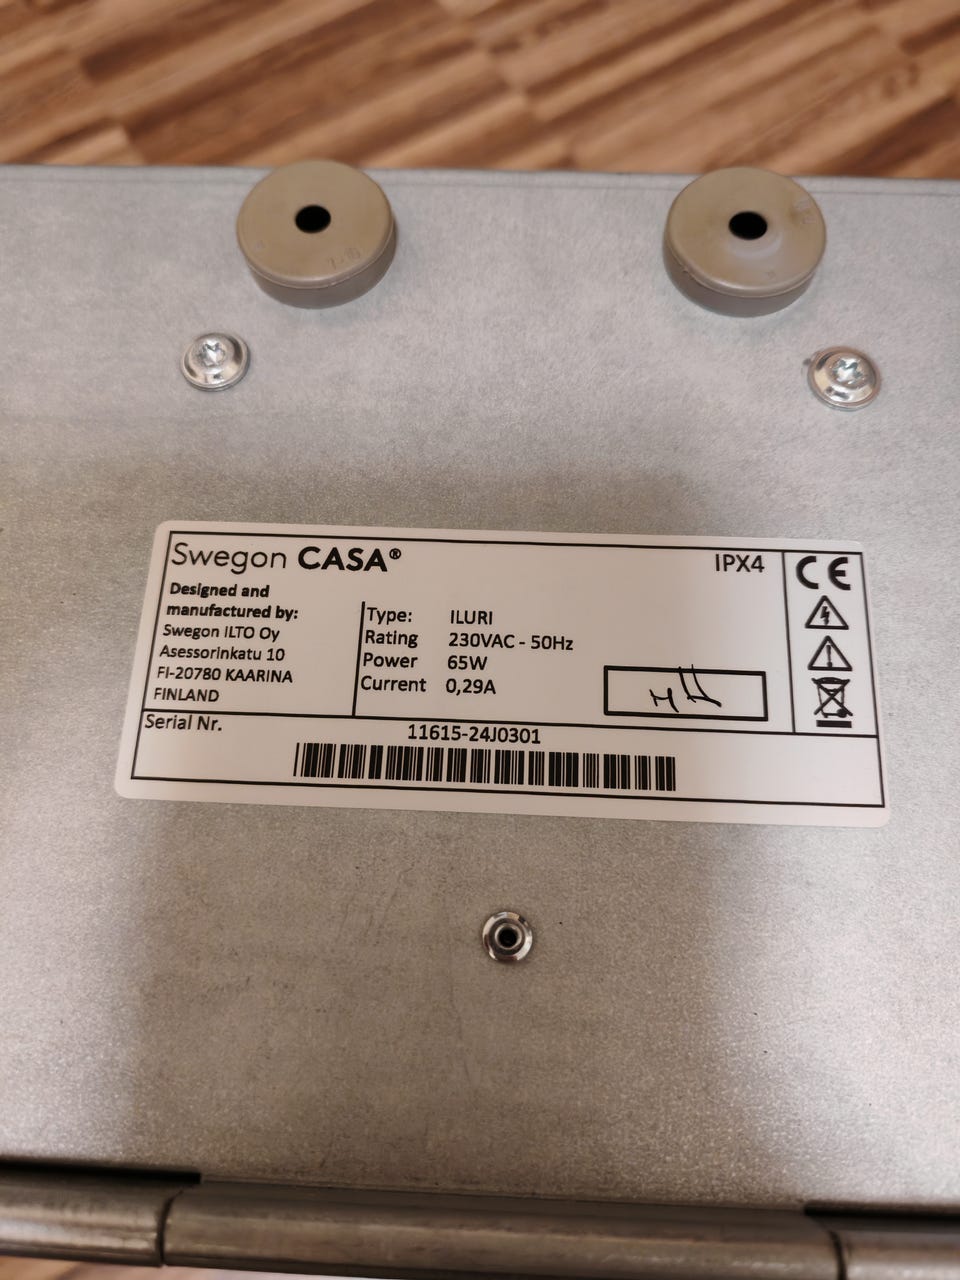 Swegon CASA®
IPX4
CE
Designed and
manufactured by:
Swegon ILTO Oy
Asessorinkatu 10
FI-20780 KAARINA
FINLAND
Type: ILURI
Rating 230VAC - 50Hz
Power 65W
Current 0,29A
Serial Nr.
11615-24J0301